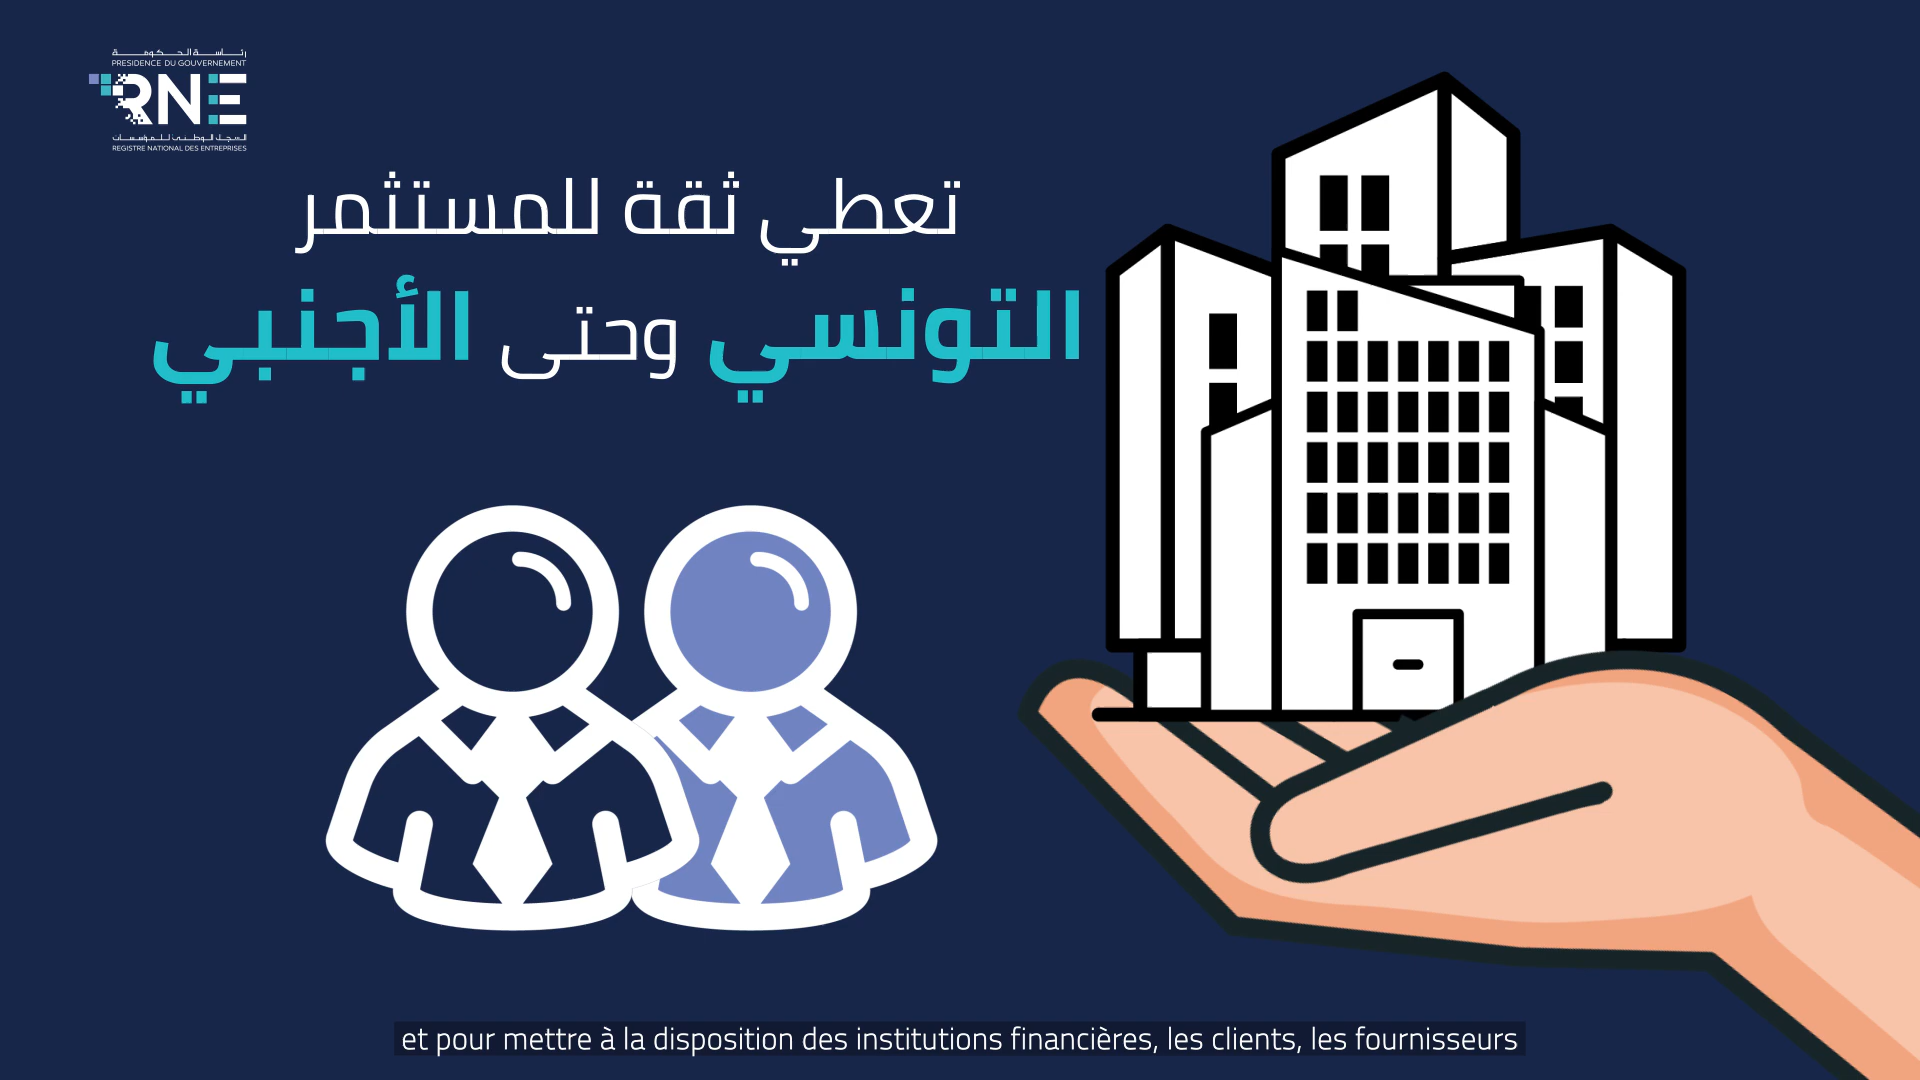 رئاسة الحكومة
PRESIDENCE DU GOUVERNEMENT
RNE
السجل الوطني للمؤسسات
REGISTRE NATIONAL DES ENTREPRISES
تعطي ثقة للمستثمر
التونسي وحتى الأجنبي
et pour mettre à la disposition des institutions financières, les clients, les fournisseurs